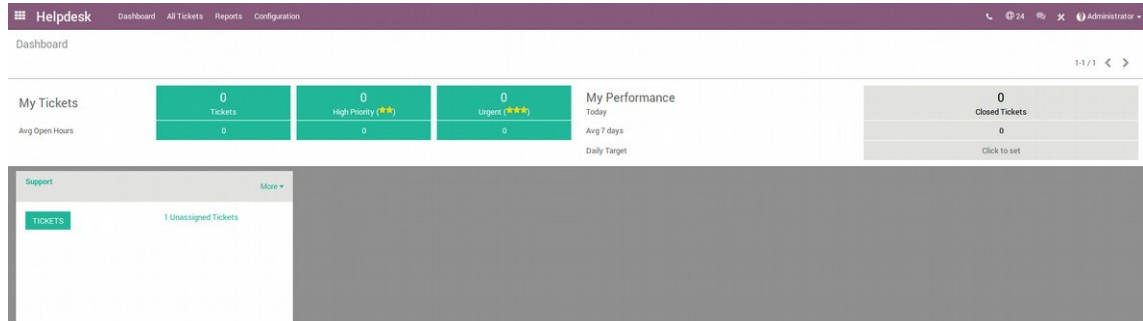 Helpdesk Dashboard All Tickets Reports Configuration 24 Administrator
Dashboard
1-1 / 1
My Tickets
0 Tickets
0 High Priority (★★)
0 Urgent (★★★)
Avg Open Hours 0 0 0
My Performance
Today
0 Closed Tickets
Avg 7 days 0
Daily Target Click to set
Support More
TICKETS 1 Unassigned Tickets